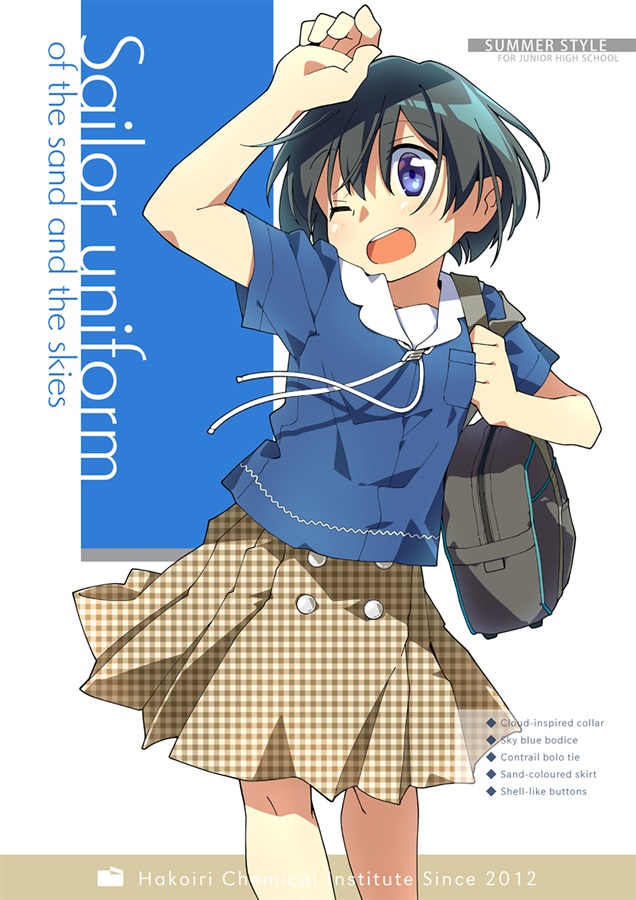 Sailor uniform
of the sand and the skies
SUMMER STYLE
FOR JUNIOR HIGH SCHOOL
◆ Cloud-inspired collar
◆ Sky blue bodice
◆ Contrail bolo tie
◆ Sand-coloured skirt
◆ Shell-like buttons
Hakoiri Chemical Institute Since 2012